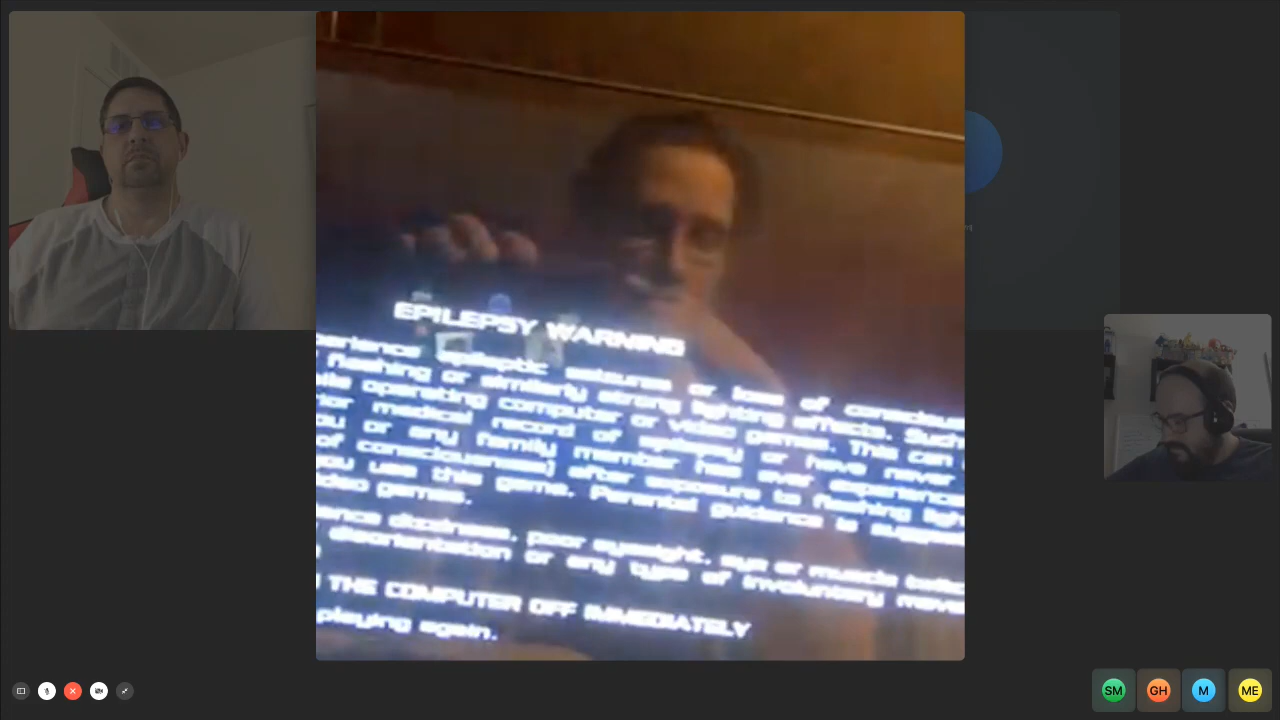 EPILEPSY WARNING
epileptic seizures or loss of
flashing or similarly strong lighting effects. Such
operating computer or video games. This can
medical record of epilepsy or have never
or any family member has ever
of consciousness) after exposure to flashing
you use this game. Parental guidance is
games.
dizziness, poor eyesight, eye or muscle
disorientation or any type of involuntary
THE COMPUTER OFF IMMEDIATELY
playing again.
SM
GH
M
ME